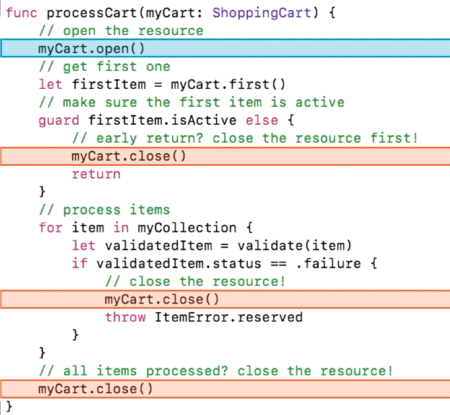 func processCart(myCart: ShoppingCart) {
    // open the resource
    myCart.open()
    // get first one
    let firstItem = myCart.first()
    // make sure the first item is active
    guard firstItem.isActive else {
        // early return? close the resource first!
        myCart.close()
        return
    }
    // process items
    for item in myCollection {
        let validatedItem = validate(item)
        if validatedItem.status == .failure {
            // close the resource!
            myCart.close()
            throw ItemError.reserved
        }
    }
    // all items processed? close the resource!
    myCart.close()
}